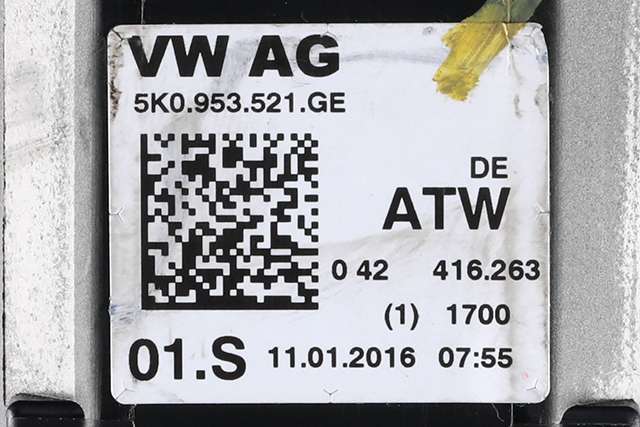 VW AG
5K0.953.521.GE
DE
ATW
0 42 416.263
(1) 1700
01.S 11.01.2016 07:55